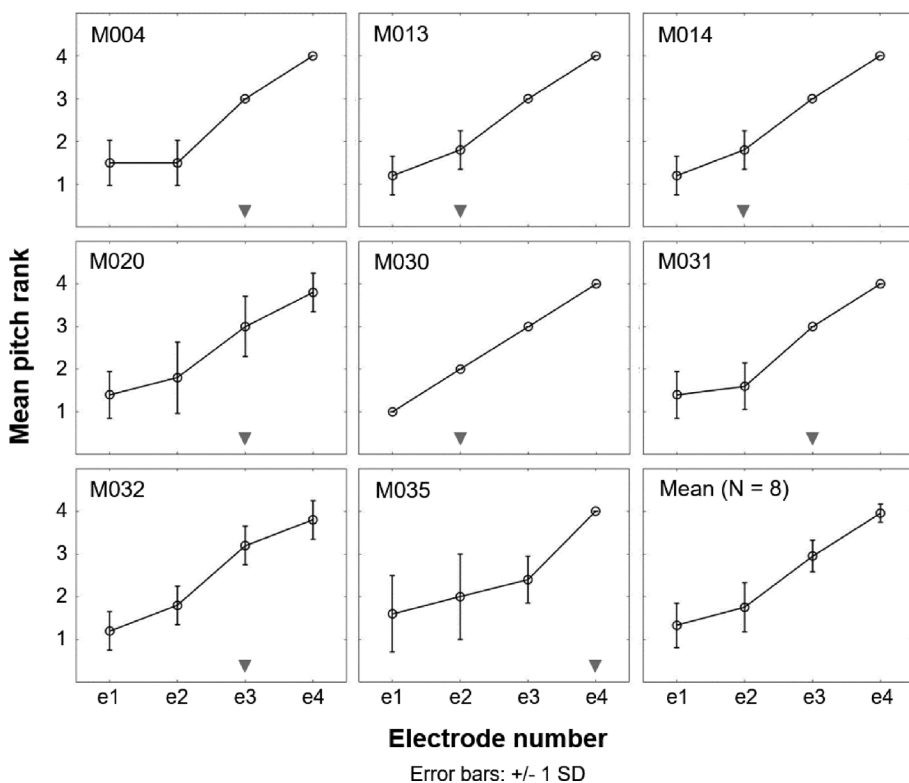 M004
M013
M014
4
3
2
1
M020
M030
M031
4
3
2
1
M032
M035
Mean (N = 8)
4
3
2
1
Mean pitch rank
e1 e2 e3 e4 e1 e2 e3 e4 e1 e2 e3 e4
Electrode number
Error bars: +/- 1 SD